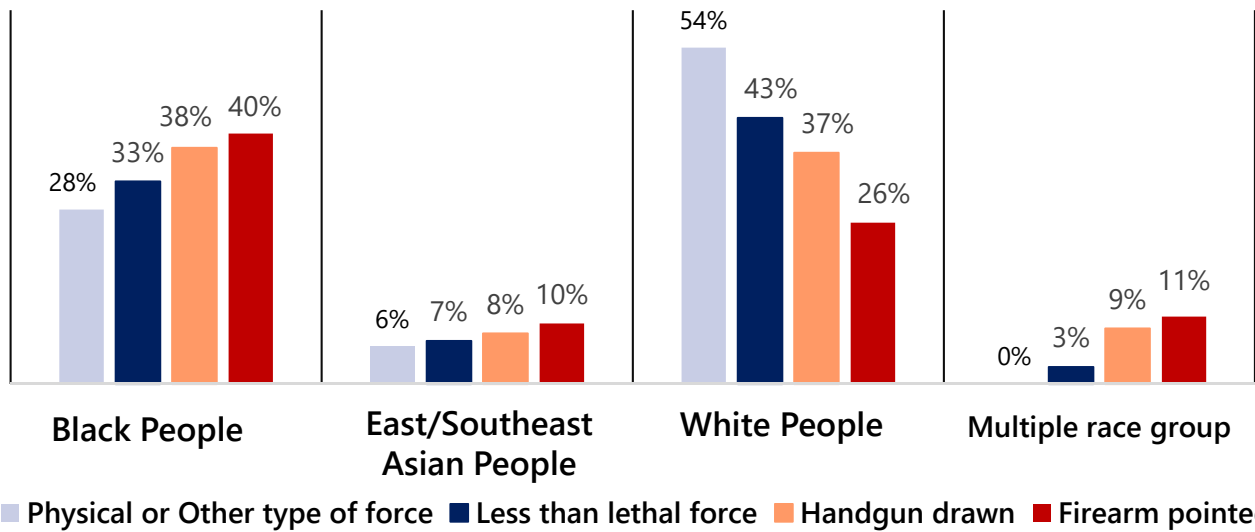 54%
43%
40%
38%
37%
33%
28%
26%
11%
10%
9%
8%
7%
6%
3%
0%
Black People
East/Southeast
Asian People
White People
Multiple race group
Physical or Other type of force Less than lethal force Handgun drawn Firearm pointe